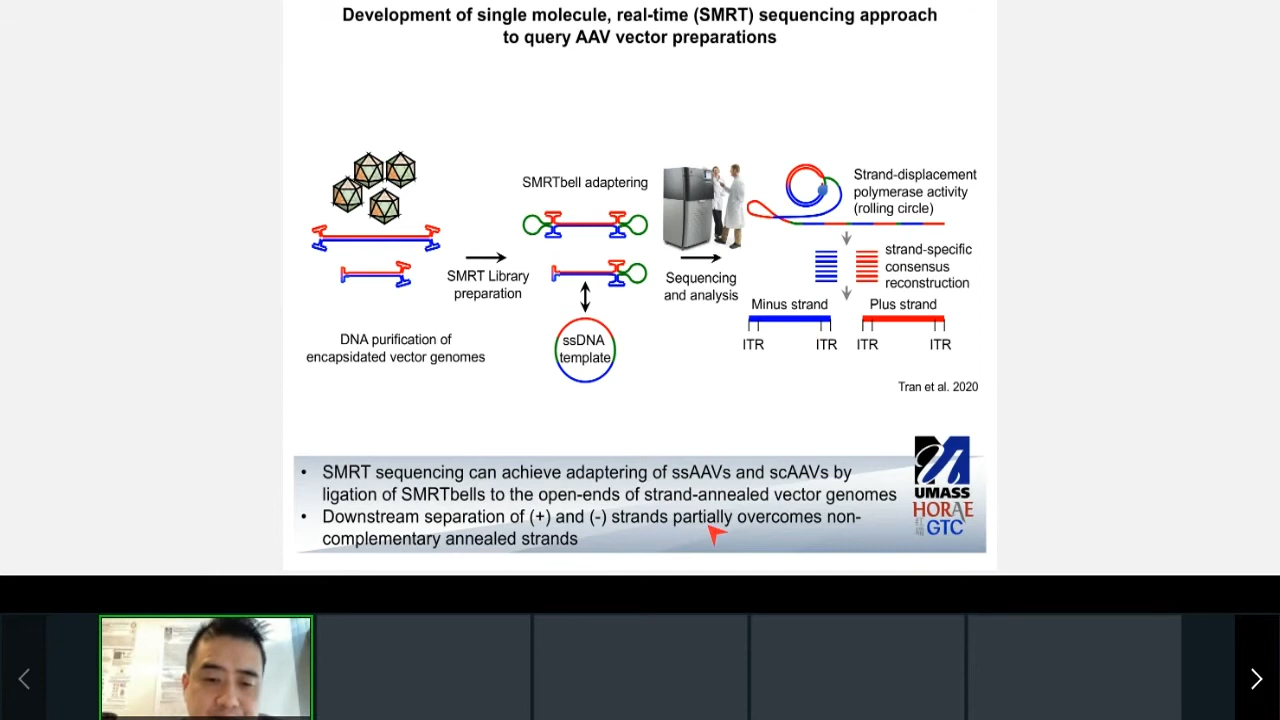 Development of single molecule, real-time (SMRT) sequencing approach
to query AAV vector preparations
SMRTbell adaptering
Strand-displacement
polymerase activity
(rolling circle)
SMRT Library
preparation
Sequencing
and analysis
strand-specific
consensus
reconstruction
Minus strand
Plus strand
ITR
ITR
ITR
ITR
DNA purification of
encapsidated vector genomes
ssDNA
template
Tran et al. 2020
• SMRT sequencing can achieve adaptering of ssAAVs and scAAVs by
ligation of SMRTbells to the open-ends of strand-annealed vector genomes
• Downstream separation of (+) and (-) strands partially overcomes non-
complementary annealed strands
UMASS
HORAE
GTC